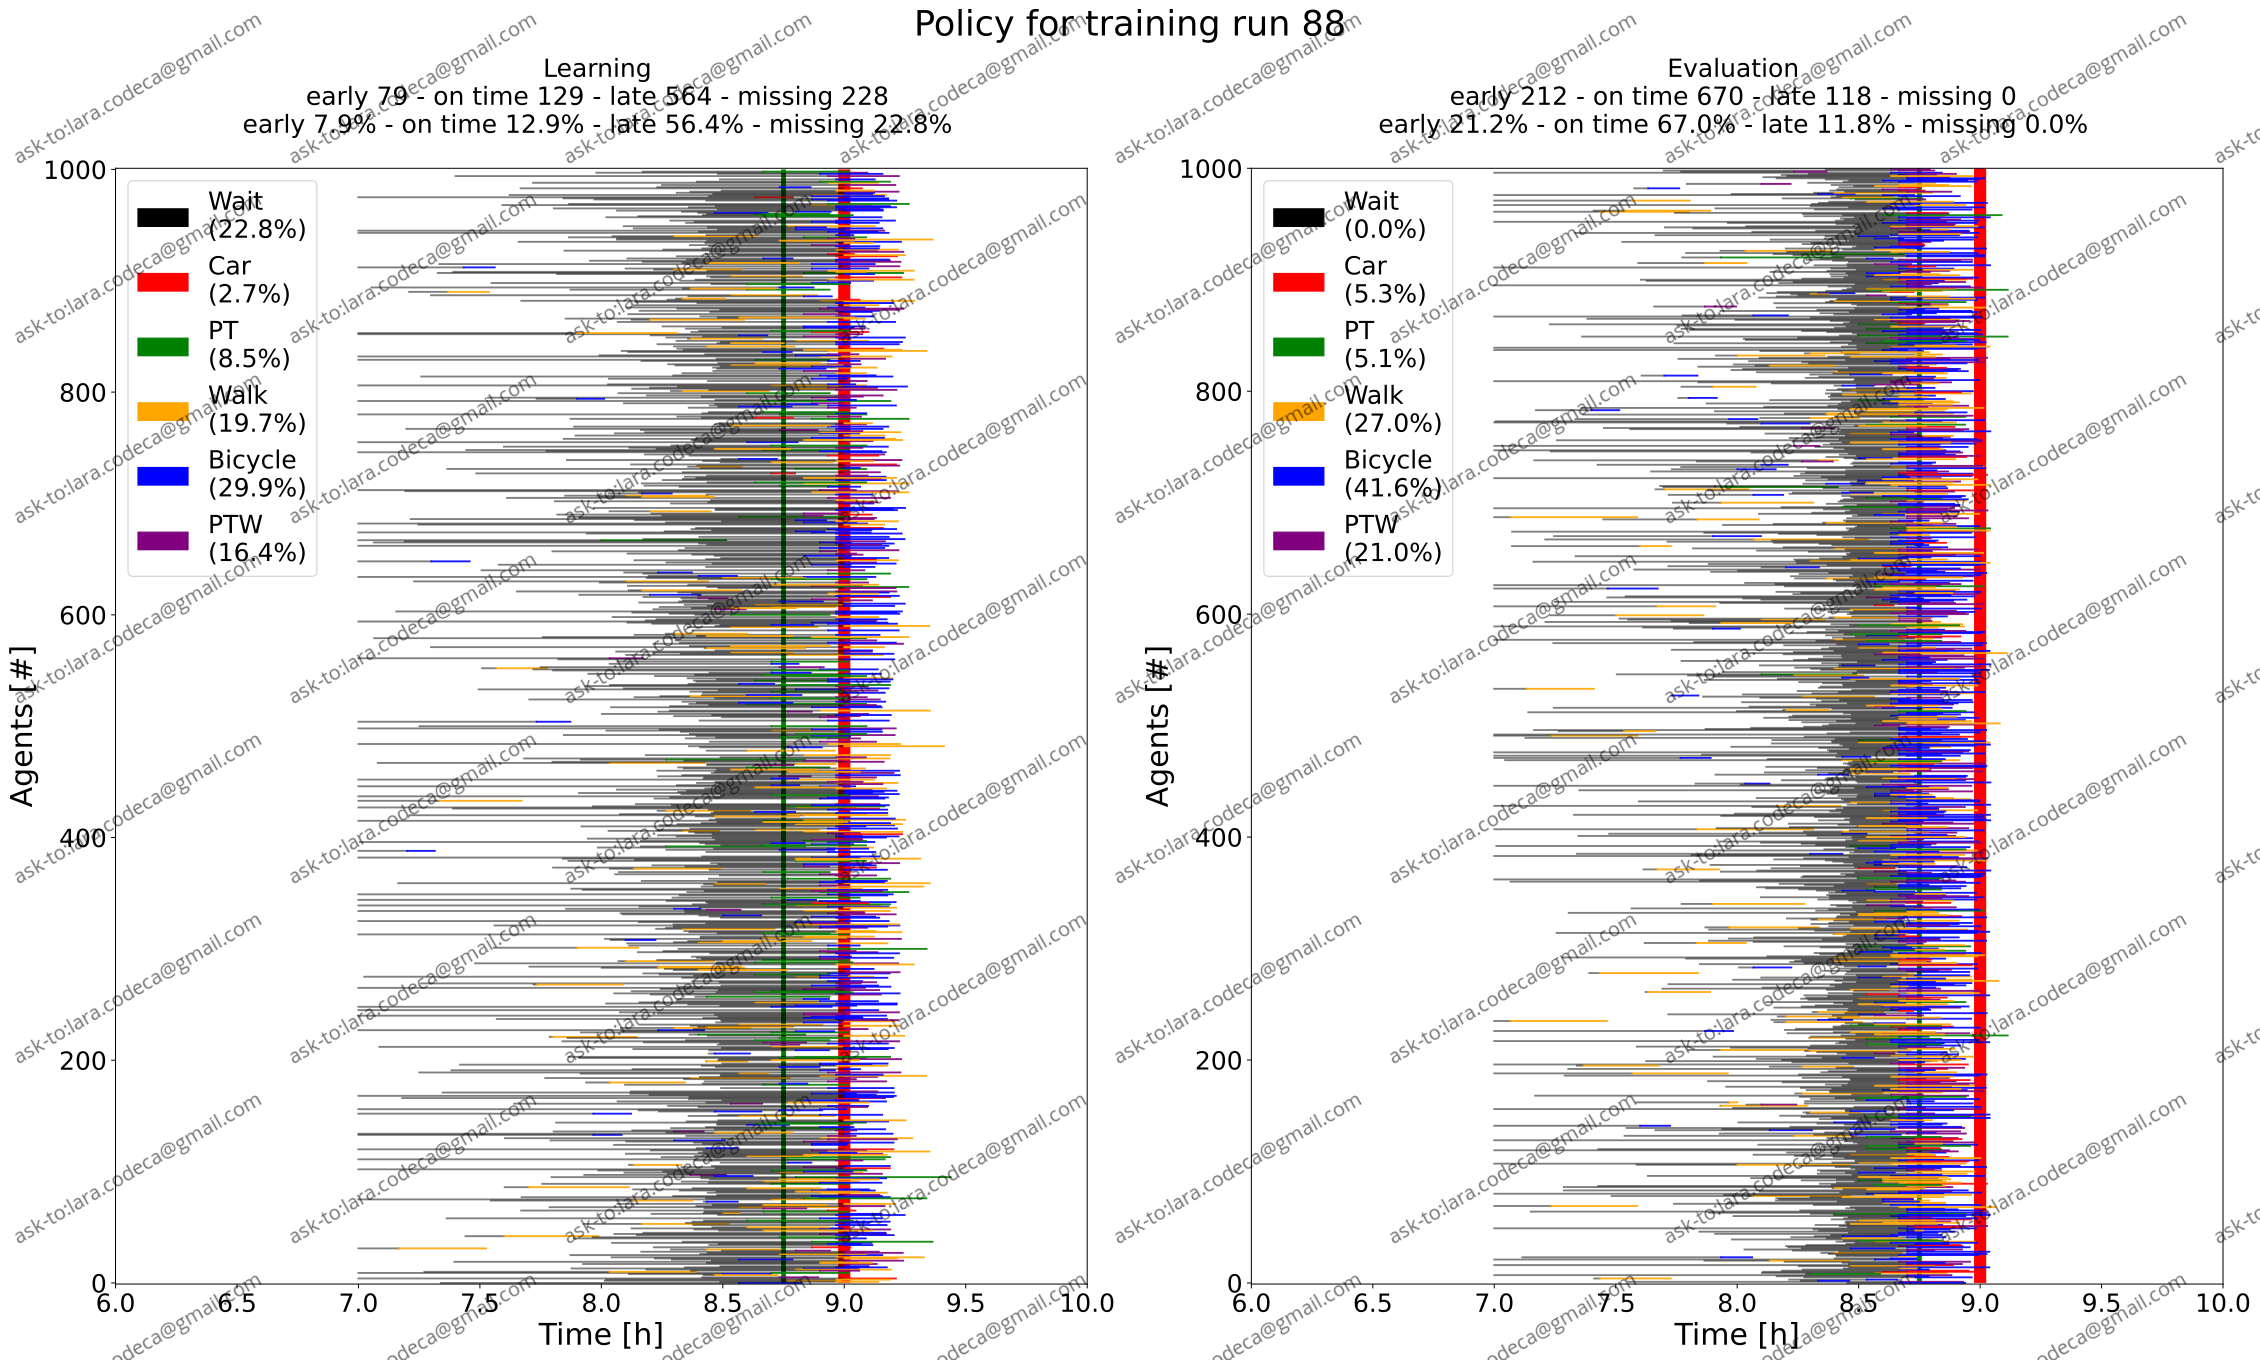 Policy for training run 88
Learning
early 79 - on time 129 - late 564 - missing 228
early 7.9% - on time 12.9% - late 56.4% - missing 22.8%
Evaluation
early 212 - on time 670 - late 118 - missing 0
early 21.2% - on time 67.0% - late 11.8% - missing 0.0%
Agents [#]
1000
800
600
400
200
0
Wait
(22.8%)
Car
(2.7%)
PT
(8.5%)
Walk
(19.7%)
Bicycle
(29.9%)
PTW
(16.4%)
6.0 6.5 7.0 7.5 8.0 8.5 9.0 9.5 10.0
Time [h]
Agents [#]
1000
800
600
400
200
0
Wait
(0.0%)
Car
(5.3%)
PT
(5.1%)
Walk
(27.0%)
Bicycle
(41.6%)
PTW
(21.0%)
6.0 6.5 7.0 7.5 8.0 8.5 9.0 9.5 10.0
Time [h]
ask-to:lara.codeca@gmail.com